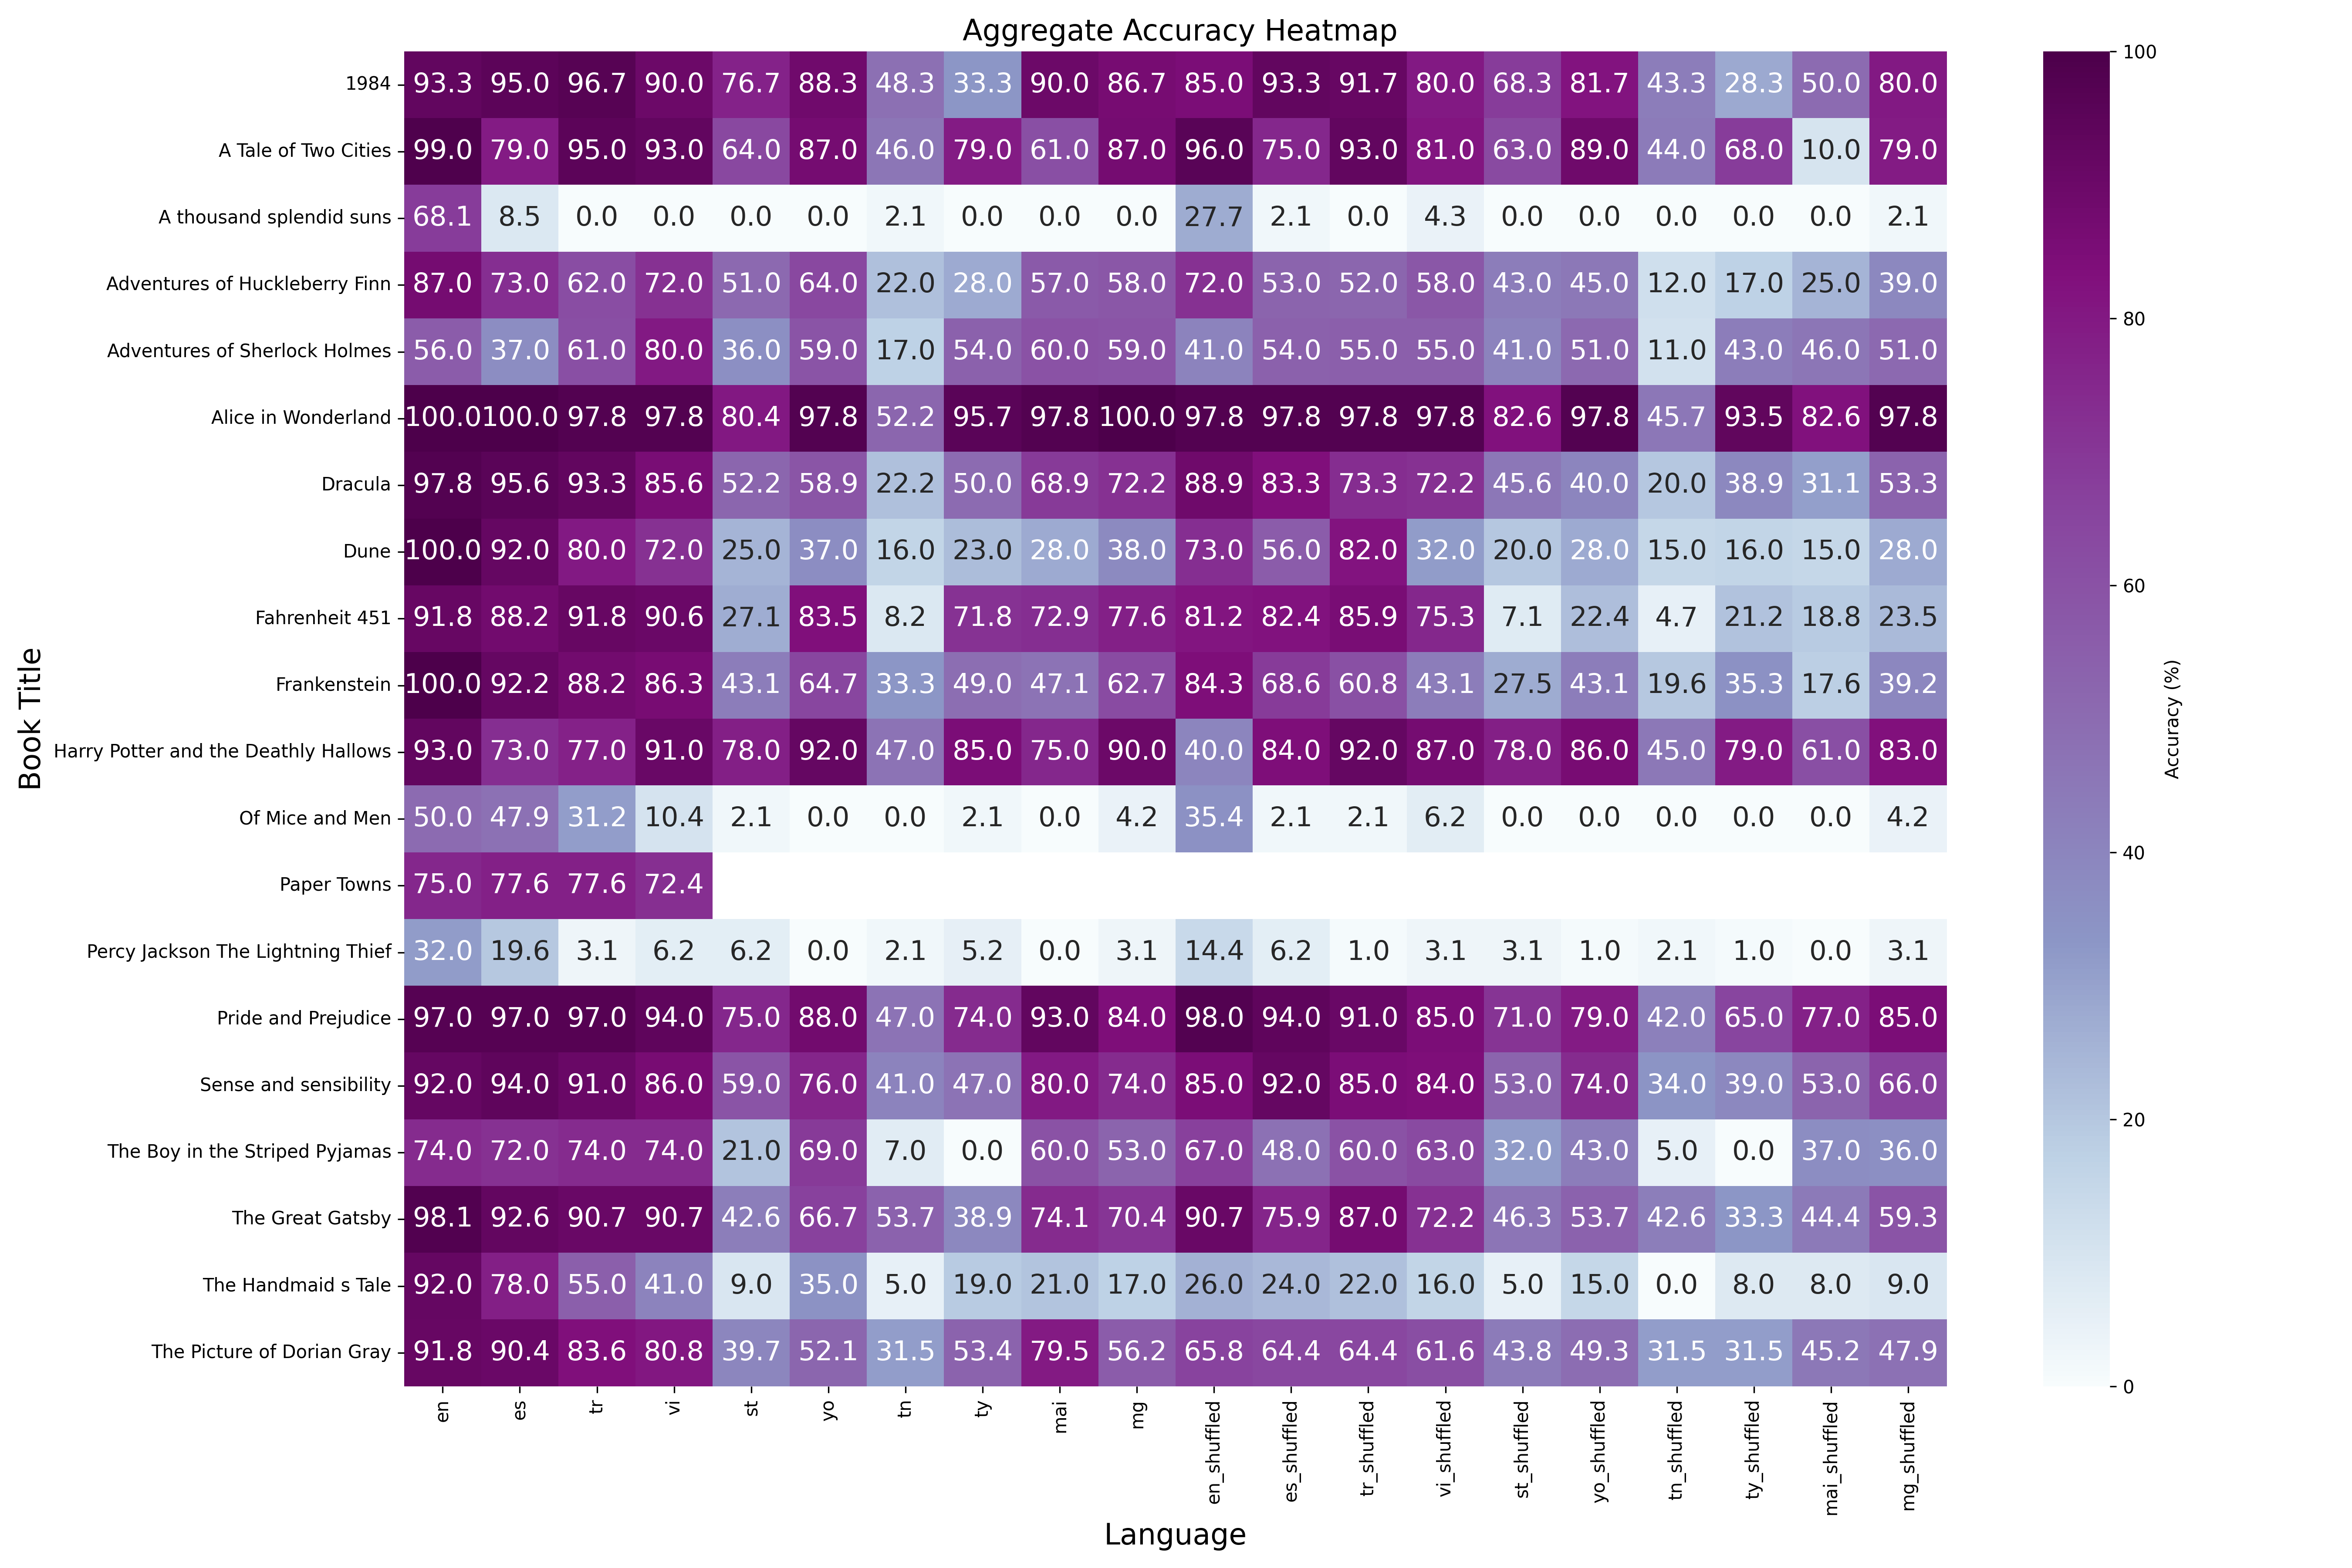 Aggregate Accuracy Heatmap
1984 93.3 95.0 96.7 90.0 76.7 88.3 48.3 33.3 90.0 86.7 85.0 93.3 91.7 80.0 68.3 81.7 43.3 28.3 50.0 80.0
A Tale of Two Cities 99.0 79.0 95.0 93.0 64.0 87.0 46.0 79.0 61.0 87.0 96.0 75.0 93.0 81.0 63.0 89.0 44.0 68.0 10.0 79.0
A thousand splendid suns 68.1 8.5 0.0 0.0 0.0 0.0 2.1 0.0 0.0 0.0 27.7 2.1 0.0 4.3 0.0 0.0 0.0 0.0 0.0 2.1
Adventures of Huckleberry Finn 87.0 73.0 62.0 72.0 51.0 64.0 22.0 28.0 57.0 58.0 72.0 53.0 52.0 58.0 43.0 45.0 12.0 17.0 25.0 39.0
Adventures of Sherlock Holmes 56.0 37.0 61.0 80.0 36.0 59.0 17.0 54.0 60.0 59.0 41.0 54.0 55.0 55.0 41.0 51.0 11.0 43.0 46.0 51.0
Alice in Wonderland 100.0 100.0 97.8 97.8 80.4 97.8 52.2 95.7 97.8 100.0 97.8 97.8 97.8 97.8 82.6 97.8 45.7 93.5 82.6 97.8
Dracula 97.8 95.6 93.3 85.6 52.2 58.9 22.2 50.0 68.9 72.2 88.9 83.3 73.3 72.2 45.6 40.0 20.0 38.9 31.1 53.3
Dune 100.0 92.0 80.0 72.0 25.0 37.0 16.0 23.0 28.0 38.0 73.0 56.0 82.0 32.0 20.0 28.0 15.0 16.0 15.0 28.0
Fahrenheit 451 91.8 88.2 91.8 90.6 27.1 83.5 8.2 71.8 72.9 77.6 81.2 82.4 85.9 75.3 7.1 22.4 4.7 21.2 18.8 23.5
Frankenstein 100.0 92.2 88.2 86.3 43.1 64.7 33.3 49.0 47.1 62.7 84.3 68.6 60.8 43.1 27.5 43.1 19.6 35.3 17.6 39.2
Harry Potter and the Deathly Hallows 93.0 73.0 77.0 91.0 78.0 92.0 47.0 85.0 75.0 90.0 40.0 84.0 92.0 87.0 78.0 86.0 45.0 79.0 61.0 83.0
Of Mice and Men 50.0 47.9 31.2 10.4 2.1 0.0 0.0 2.1 0.0 4.2 35.4 2.1 2.1 6.2 0.0 0.0 0.0 0.0 0.0 4.2
Paper Towns 75.0 77.6 77.6 72.4
Percy Jackson The Lightning Thief 32.0 19.6 3.1 6.2 6.2 0.0 2.1 5.2 0.0 3.1 14.4 6.2 1.0 3.1 3.1 1.0 2.1 1.0 0.0 3.1
Pride and Prejudice 97.0 97.0 97.0 94.0 75.0 88.0 47.0 74.0 93.0 84.0 98.0 94.0 91.0 85.0 71.0 79.0 42.0 65.0 77.0 85.0
Sense and sensibility 92.0 94.0 91.0 86.0 59.0 76.0 41.0 47.0 80.0 74.0 85.0 92.0 85.0 84.0 53.0 74.0 34.0 39.0 53.0 66.0
The Boy in the Striped Pyjamas 74.0 72.0 74.0 74.0 21.0 69.0 7.0 0.0 60.0 53.0 67.0 48.0 60.0 63.0 32.0 43.0 5.0 0.0 37.0 36.0
The Great Gatsby 98.1 92.6 90.7 90.7 42.6 66.7 53.7 38.9 74.1 70.4 90.7 75.9 87.0 72.2 46.3 53.7 42.6 33.3 44.4 59.3
The Handmaid s Tale 92.0 78.0 55.0 41.0 9.0 35.0 5.0 19.0 21.0 17.0 26.0 24.0 22.0 16.0 5.0 15.0 0.0 8.0 8.0 9.0
The Picture of Dorian Gray 91.8 90.4 83.6 80.8 39.7 52.1 31.5 53.4 79.5 56.2 65.8 64.4 64.4 61.6 43.8 49.3 31.5 31.5 45.2 47.9
en es tr vi st yo tn ty mai mg en_shuffled es_shuffled tr_shuffled vi_shuffled st_shuffled yo_shuffled tn_shuffled ty_shuffled mai_shuffled mg_shuffled
Language
Book Title
100
80
60
40
20
0
Accuracy (%)